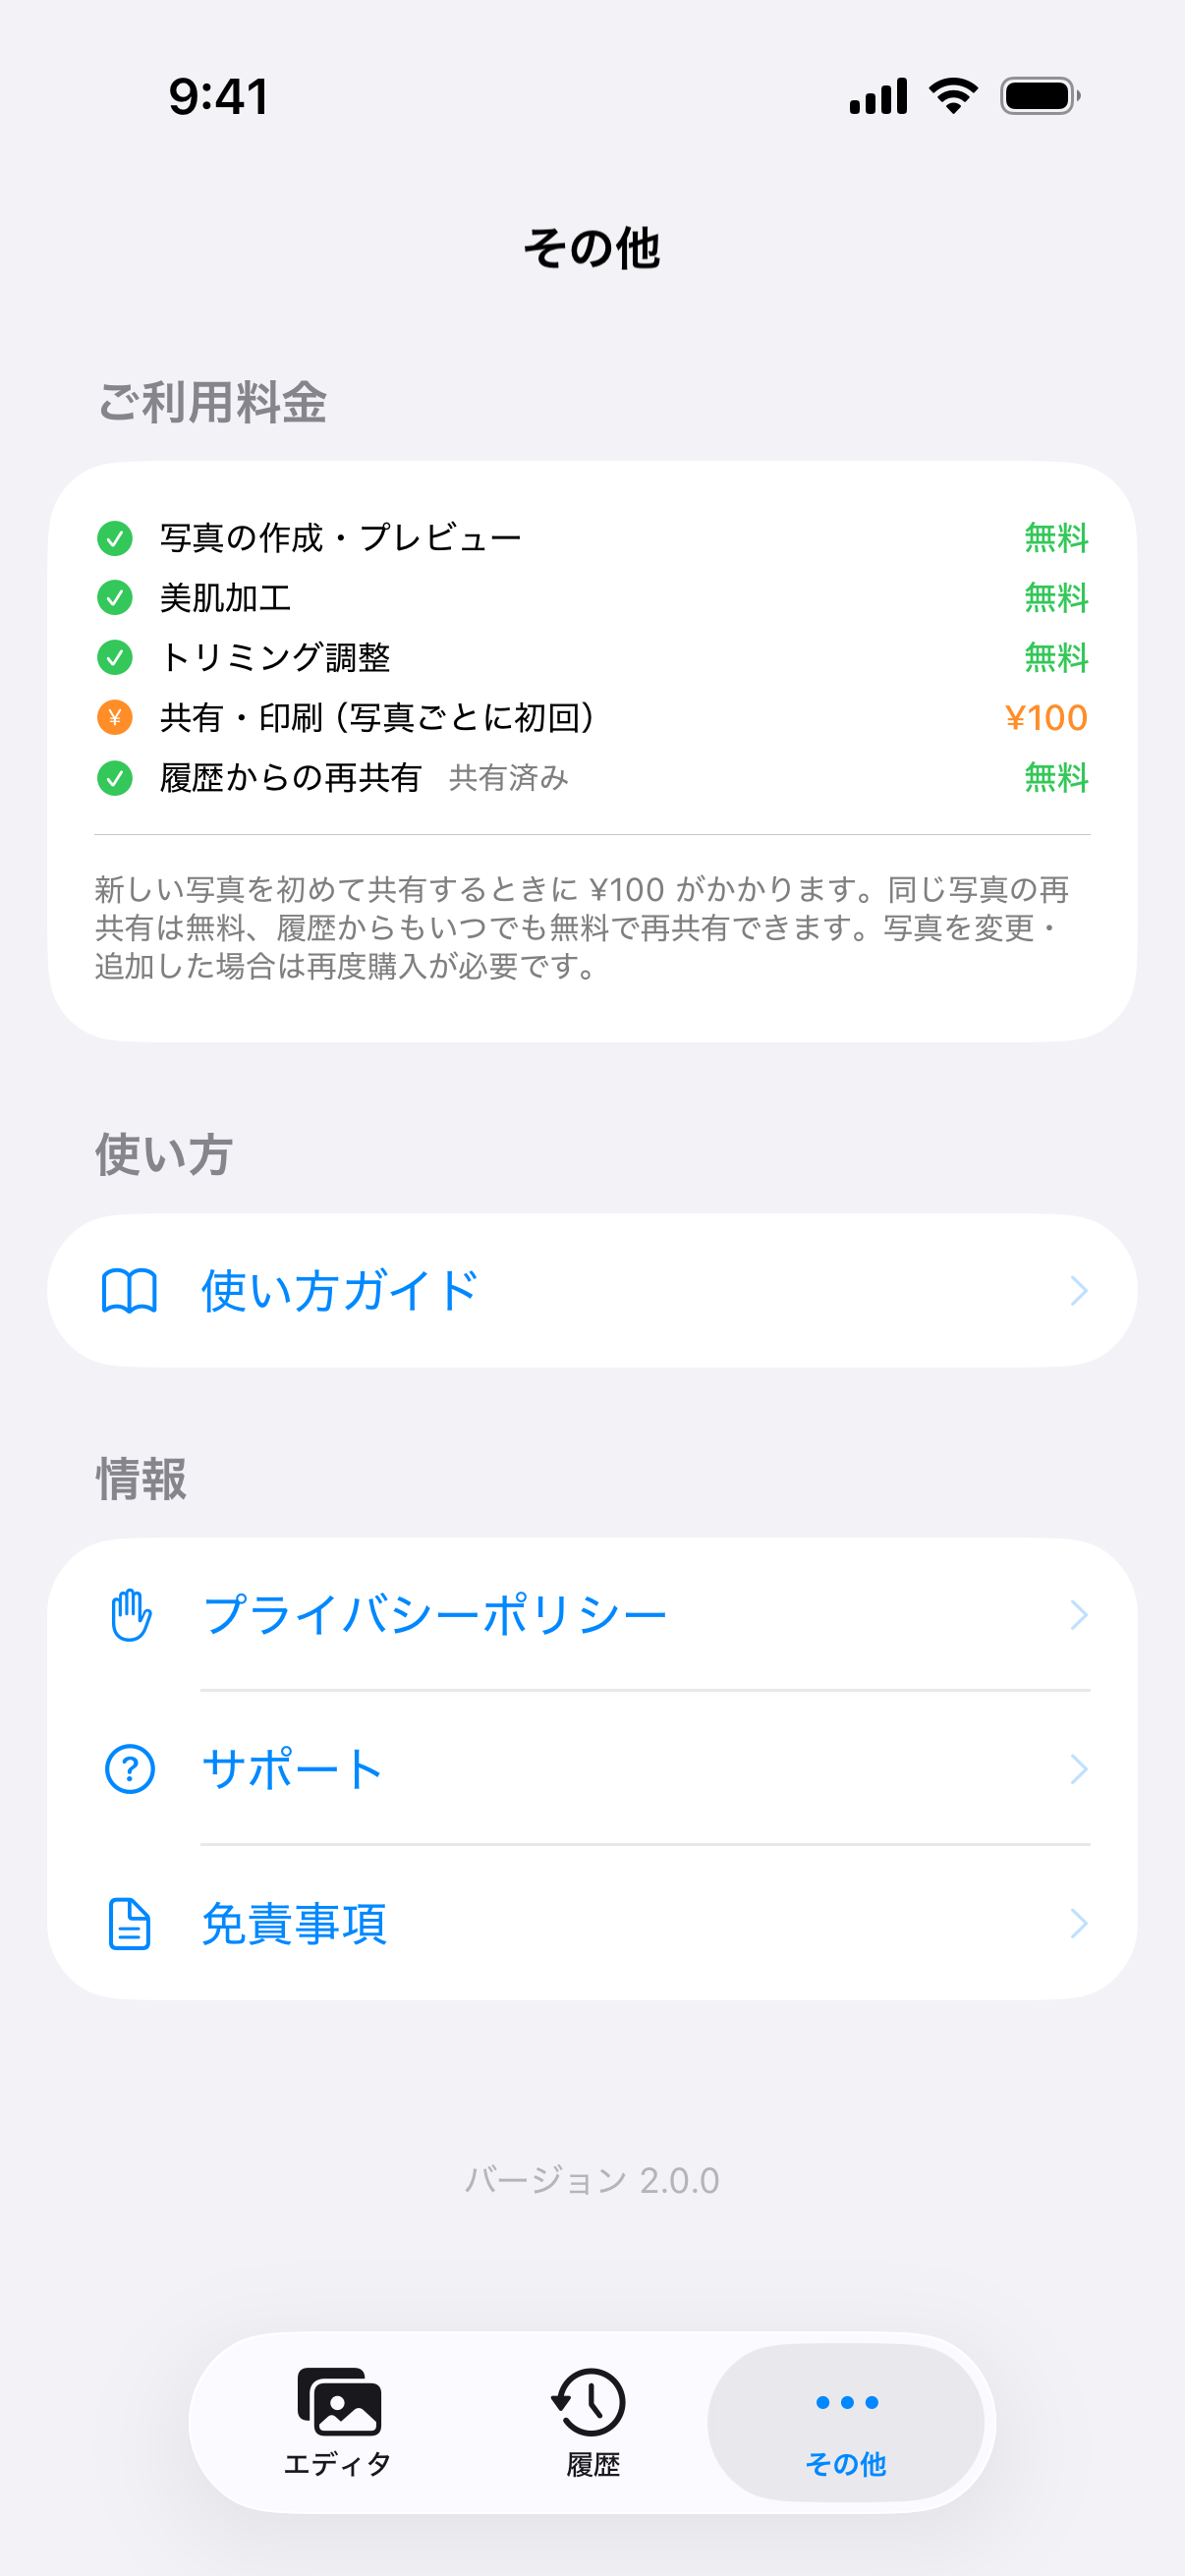 9:41
その他
ご利用料金
写真の作成・プレビュー 無料
美肌加工 無料
トリミング調整 無料
¥ 共有・印刷（写真ごとに初回） ¥100
履歴からの再共有 共有済み 無料
新しい写真を初めて共有するときに ¥100 がかかります。同じ写真の再
共有は無料、履歴からもいつでも無料で再共有できます。写真を変更・
追加した場合は再度購入が必要です。
使い方
使い方ガイド
情報
プライバシーポリシー
? サポート
免責事項
バージョン 2.0.0
エディタ 履歴 その他